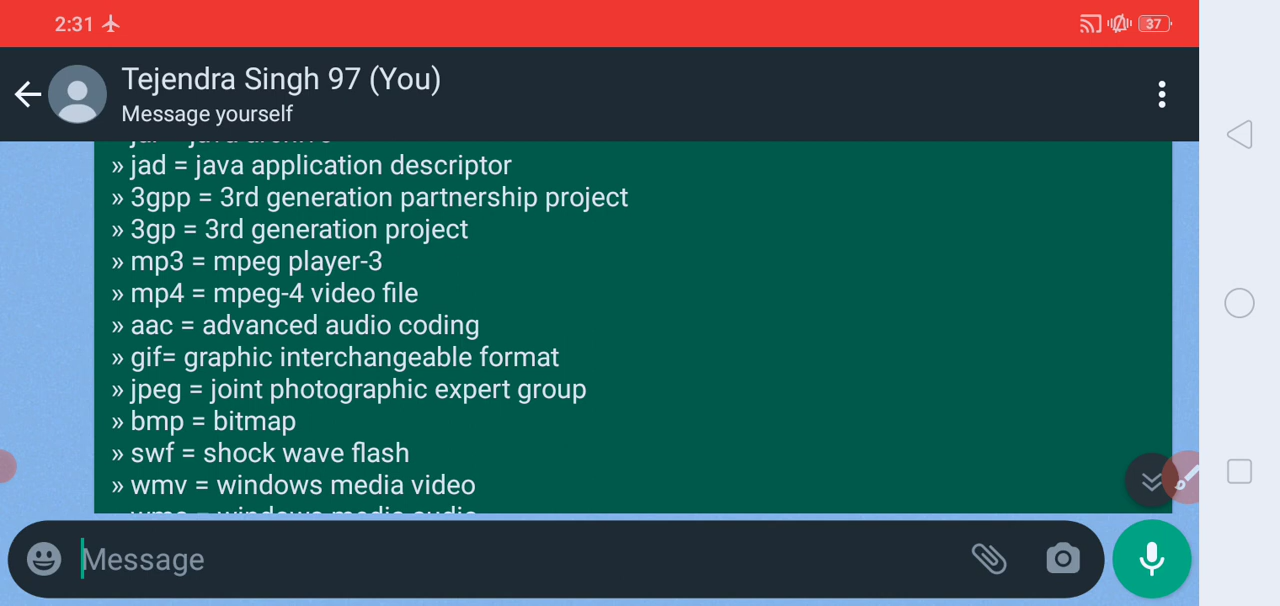 2:31
37
Tejendra Singh 97 (You)
Message yourself
» jad = java application descriptor
» 3gpp = 3rd generation partnership project
» 3gp = 3rd generation project
» mp3 = mpeg player-3
» mp4 = mpeg-4 video file
» aac = advanced audio coding
» gif= graphic interchangeable format
» jpeg = joint photographic expert group
» bmp = bitmap
» swf = shock wave flash
» wmv = windows media video
Message